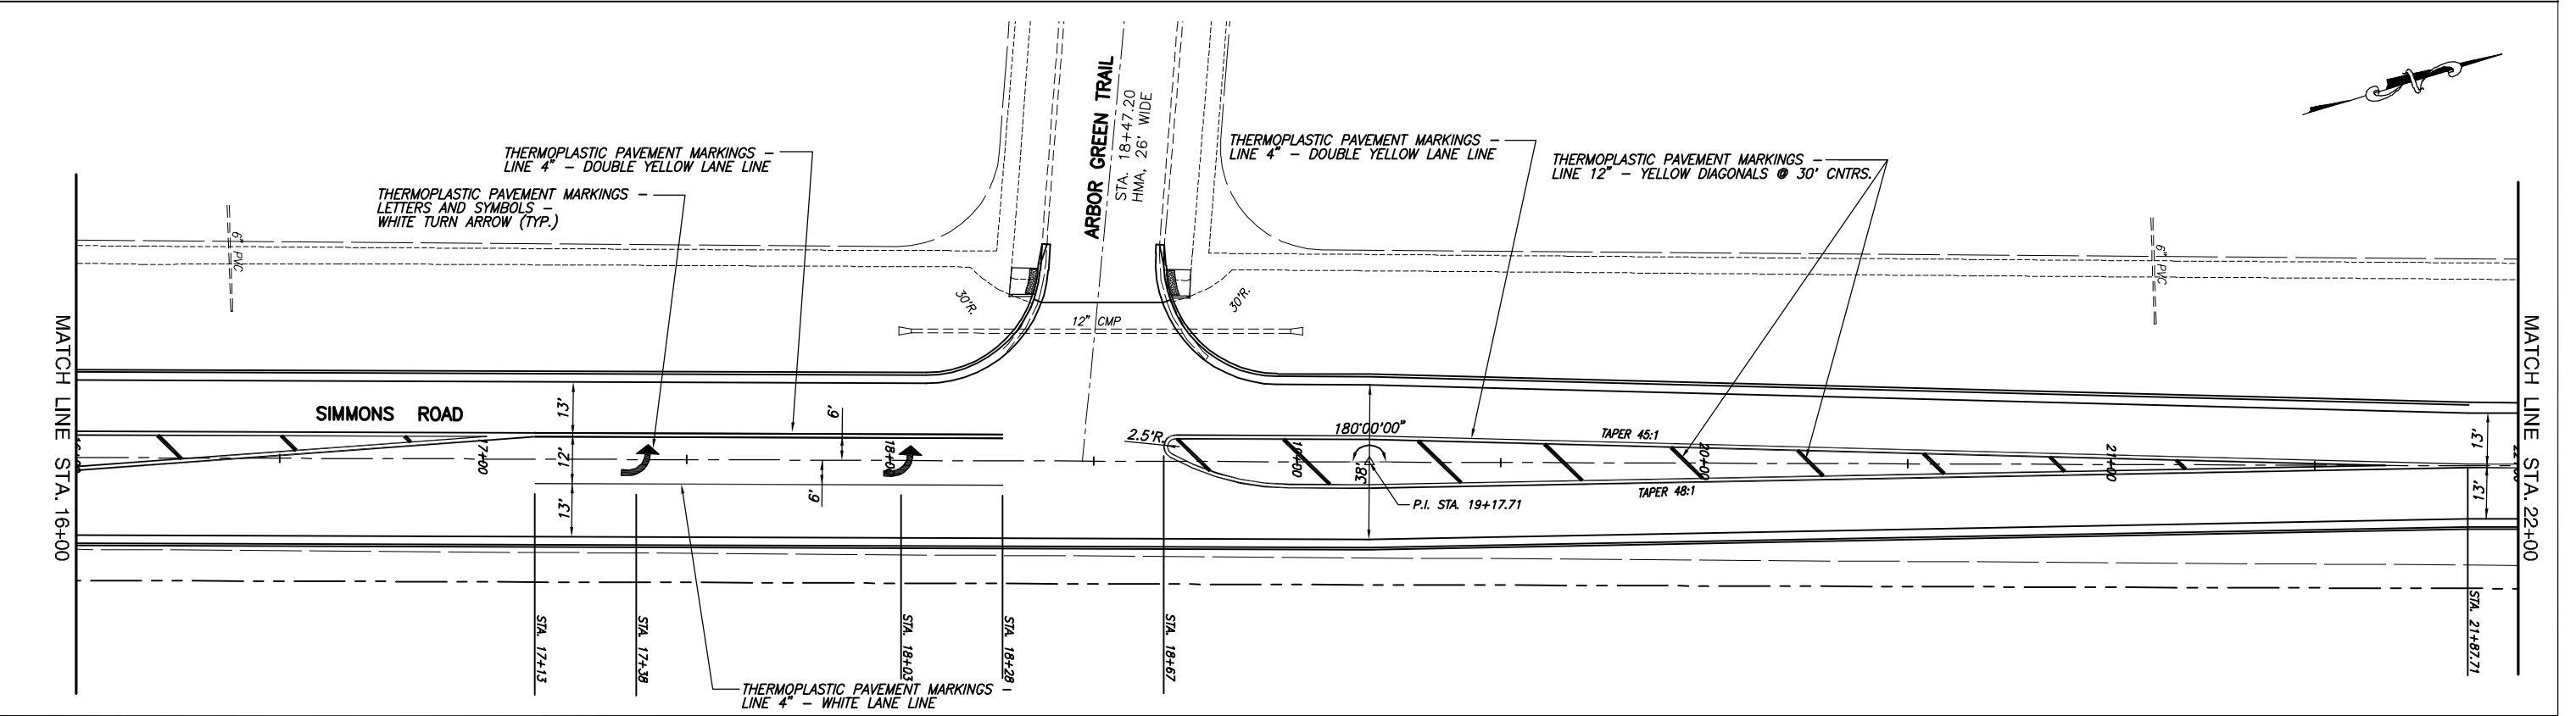 THERMOPLASTIC PAVEMENT MARKINGS –
LINE 4" – DOUBLE YELLOW LANE LINE
THERMOPLASTIC PAVEMENT MARKINGS –
LETTERS AND SYMBOLS –
WHITE TURN ARROW (TYP.)
ARBOR GREEN TRAIL
STA. 18+47.20
HMA, 26' WIDE
THERMOPLASTIC PAVEMENT MARKINGS –
LINE 4" – DOUBLE YELLOW LANE LINE
THERMOPLASTIC PAVEMENT MARKINGS –
LINE 12" – YELLOW DIAGONALS @ 30' CNTRS.
6" PVC
6" PVC
30'R.
30'R.
12" CMP
MATCH LINE STA. 16+00
MATCH LINE STA. 22+00
SIMMONS ROAD
13'
12'
13'
6'
6'
17+00
18+00
2.5'R.
19+00
180°00'00"
38'
TAPER 45:1
TAPER 48:1
20+00
21+00
P.I. STA. 19+17.71
13'
13'
STA. 17+13
STA. 17+38
STA. 18+03
STA. 18+28
STA. 18+67
STA. 21+87.71
THERMOPLASTIC PAVEMENT MARKINGS –
LINE 4" – WHITE LANE LINE